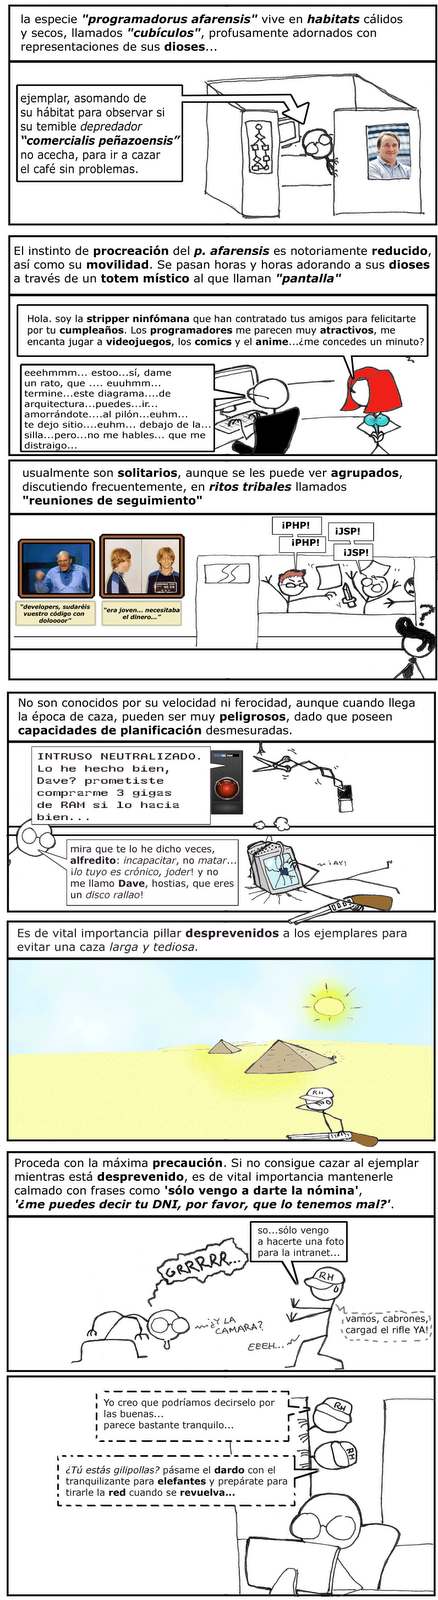 la especie "programadorus afarensis" vive en habitats cálidos
y secos, llamados "cubículos", profusamente adornados con
representaciones de sus dioses...
ejemplar, asomando de
su hábitat para observar si
su temible depredador
"comercialis peñazoensis"
no acecha, para ir a cazar
el café sin problemas.
El instinto de procreación del p. afarensis es notoriamente reducido,
así como su movilidad. Se pasan horas y horas adorando a sus dioses
a través de un totem místico al que llaman "pantalla"
Hola. soy la stripper ninfómana que han contratado tus amigos para felicitarte
por tu cumpleaños. Los programadores me parecen muy atractivos, me
encanta jugar a videojuegos, los comics y el anime...¿me concedes un minuto?
eeehmmm... estoo...sí, dame
un rato, que .... euuhmm...
termine...este diagrama....de
arquitectura...puedes...ir...
amorrándote....al pilón...euhm...
te dejo sitio....euhm... debajo de la...
silla...pero...no me hables... que me
distraigo...
usualmente son solitarios, aunque se les puede ver agrupados,
discutiendo frecuentemente, en ritos tribales llamados
"reuniones de seguimiento"
¡PHP!
¡PHP!
¡JSP!
¡JSP!
"developers, sudaréis
vuestro código con
doloooor"
"era joven... necesitaba
el dinero..."
?
No son conocidos por su velocidad ni ferocidad, aunque cuando llega
la época de caza, pueden ser muy peligrosos, dado que poseen
capacidades de planificación desmesuradas.
INTRUSO NEUTRALIZADO.
Lo he hecho bien,
Dave? prometiste
comprarme 3 gigas
de RAM si lo hacia
bien...
mira que te lo he dicho veces,
alfredito: incapacitar, no matar...
¡lo tuyo es crónico, joder! y no
me llamo Dave, hostias, que eres
un disco rallao!
¡AY!
Es de vital importancia pillar desprevenidos a los ejemplares para
evitar una caza larga y tediosa.
RH
Proceda con la máxima precaución. Si no consigue cazar al ejemplar
mientras está desprevenido, es de vital importancia mantenerle
calmado con frases como 'sólo vengo a darte la nómina',
'¿me puedes decir tu DNI, por favor, que lo tenemos mal?'.
so...sólo vengo
a hacerte una foto
para la intranet...
GRRRRR...
RH
¿Y LA
CAMARA?
EEEH...
vamos, cabrones,
cargad el rifle YA!
Yo creo que podríamos decirselo por
las buenas...
parece bastante tranquilo...
RH
RH
¿Tú estás gilipollas? pásame el dardo con el
tranquilizante para elefantes y prepárate para
tirarle la red cuando se revuelva...